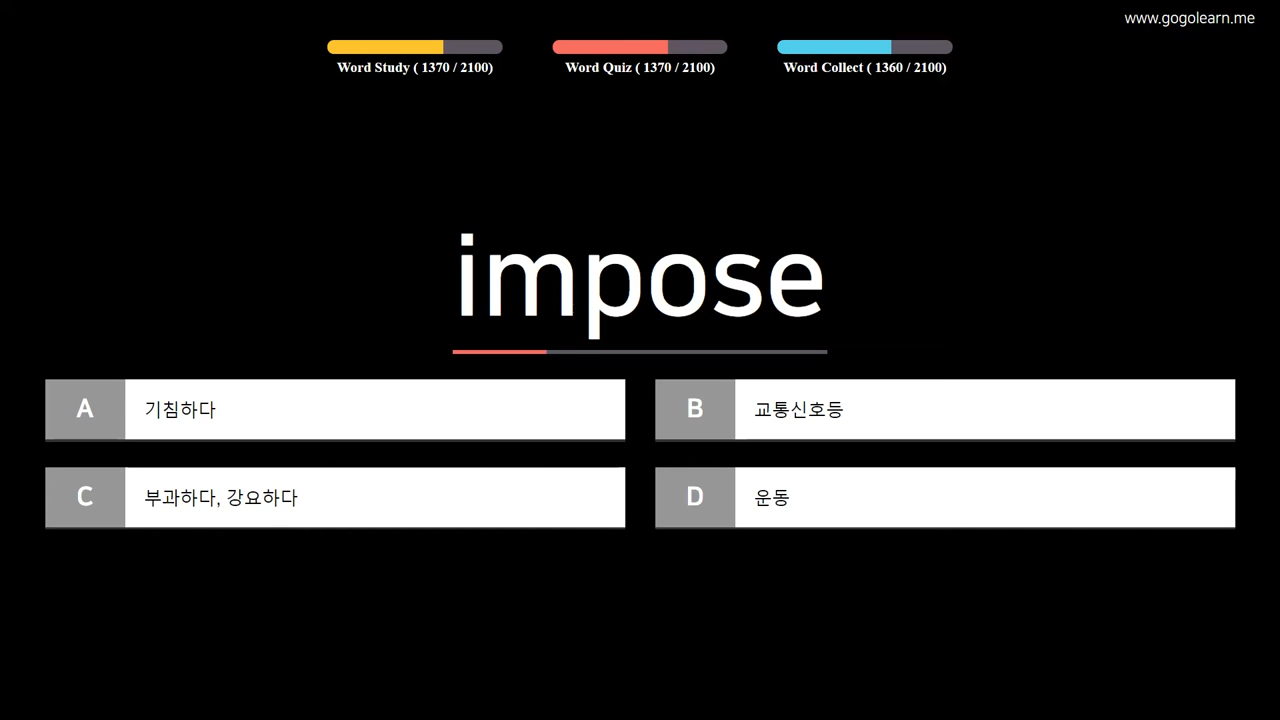 www.gogolearn.me
Word Study ( 1370 / 2100)
Word Quiz ( 1370 / 2100)
Word Collect ( 1360 / 2100)
impose
A 기침하다
B 교통신호등
C 부과하다, 강요하다
D 운동